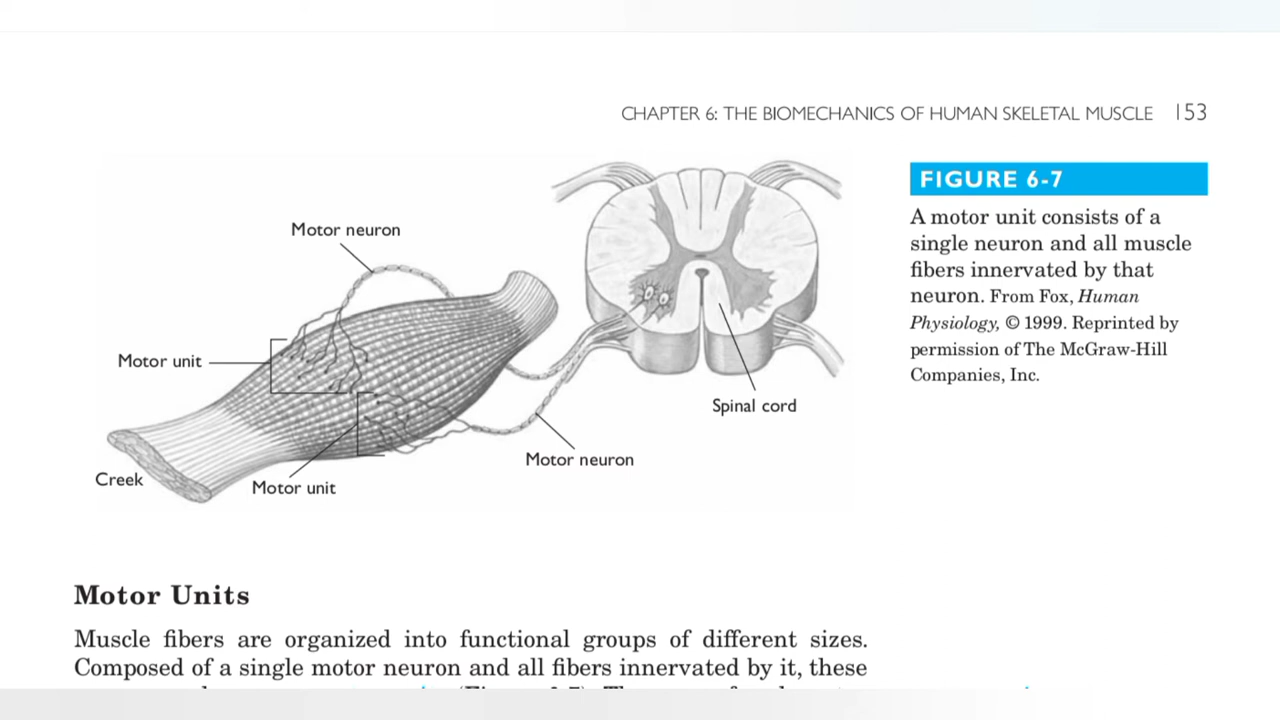 CHAPTER 6: THE BIOMECHANICS OF HUMAN SKELETAL MUSCLE 153
FIGURE 6-7
A motor unit consists of a
single neuron and all muscle
fibers innervated by that
neuron. From Fox, Human
Physiology, © 1999. Reprinted by
permission of The McGraw-Hill
Companies, Inc.
Motor neuron
Motor unit
Spinal cord
Motor neuron
Creek
Motor unit
Motor Units
Muscle fibers are organized into functional groups of different sizes.
Composed of a single motor neuron and all fibers innervated by it, these